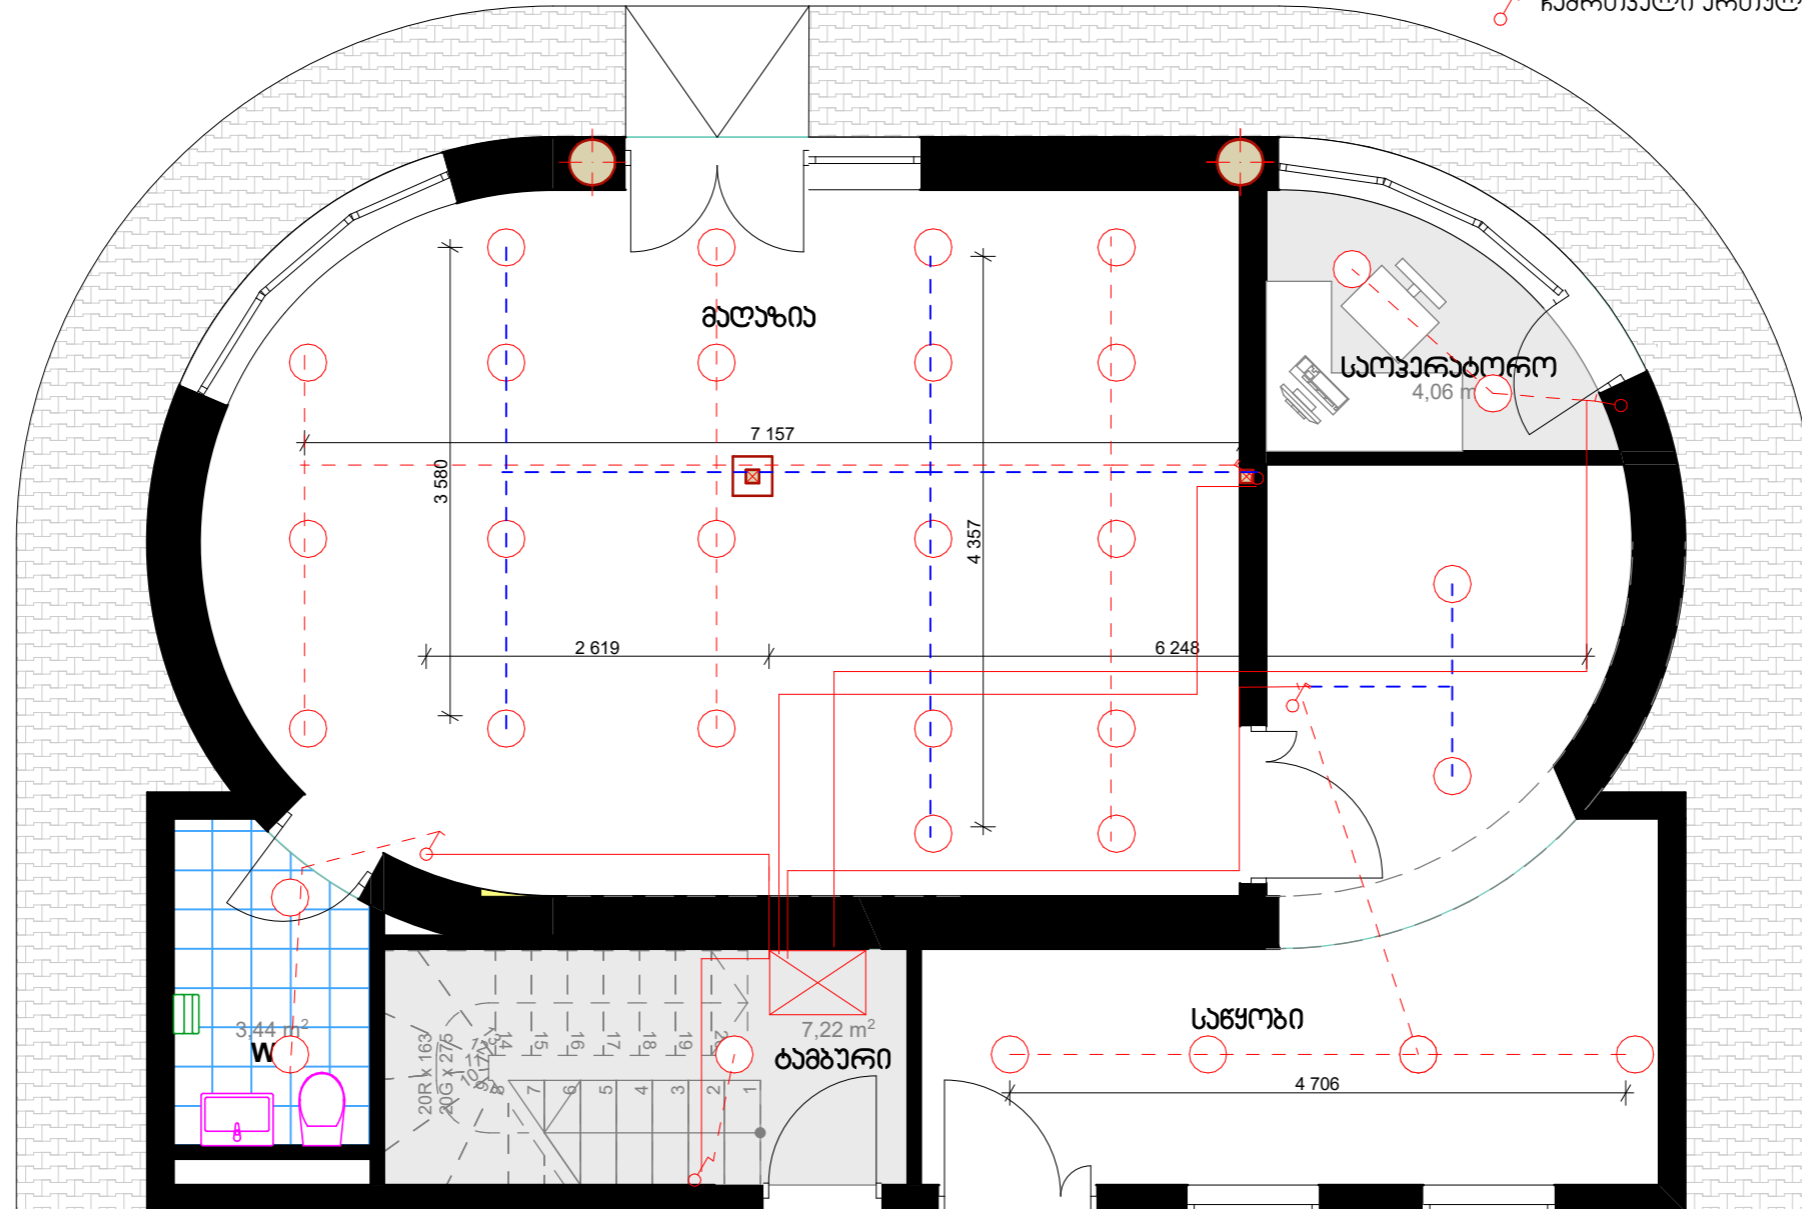 ჩამრთველი ერთულ
მაღაზია
საოპერატორო
4,06 m
7 157
3 580
4 357
2 619
6 248
3,44 m²
W
20R x 163
20G x 275
14 15 16 17 18 19
7 6 5 4 3 2 1
7,22 m²
ტამბური
საწყობი
4 706